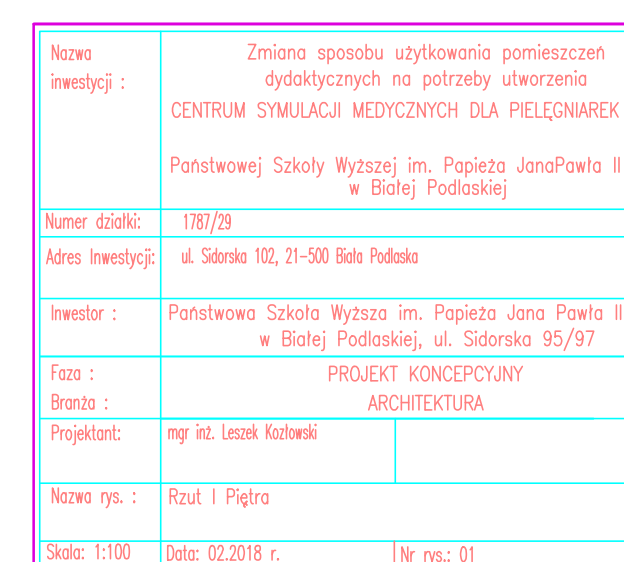 Nazwa inwestycji :
Zmiana sposobu użytkowania pomieszczeń
dydaktycznych na potrzeby utworzenia
CENTRUM SYMULACJI MEDYCZNYCH DLA PIELĘGNIAREK
Państwowej Szkoły Wyższej im. Papieża JanaPawła II
w Białej Podlaskiej
Numer działki: 1787/29
Adres Inwestycji: ul. Sidorska 102, 21-500 Biała Podlaska
Inwestor : Państwowa Szkoła Wyższa im. Papieża Jana Pawła II
w Białej Podlaskiej, ul. Sidorska 95/97
Faza : PROJEKT KONCEPCYJNY
Branża : ARCHITEKTURA
Projektant: mgr inż. Leszek Kozłowski
Nazwa rys. : Rzut I Piętra
Skala: 1:100 Data: 02.2018 r. Nr rys.: 01